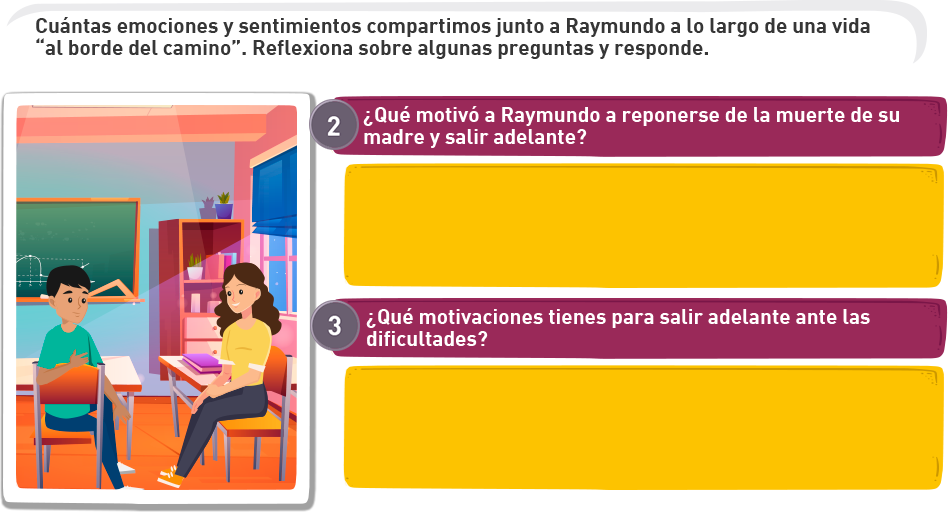 Cuántas emociones y sentimientos compartimos junto a Raymundo a lo largo de una vida
“al borde del camino”. Reflexiona sobre algunas preguntas y responde.
2
¿Qué motivó a Raymundo a reponerse de la muerte de su
madre y salir adelante?
3
¿Qué motivaciones tienes para salir adelante ante las
dificultades?